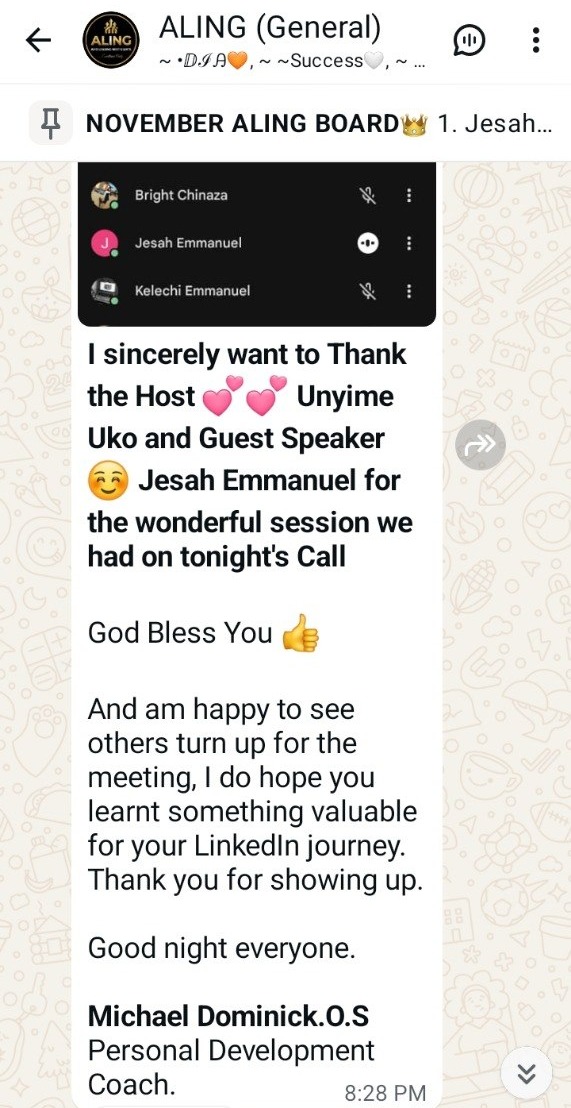 ALING (General)
ALING
~ •𝔻ℐᗩ🧡, ~ ~Success🤍, ~ ...
NOVEMBER ALING BOARD👑 1. Jesah...
Bright Chinaza
J Jesah Emmanuel
Kelechi Emmanuel
I sincerely want to Thank
the Host 💕💕 Unyime
Uko and Guest Speaker
☺️ Jesah Emmanuel for
the wonderful session we
had on tonight's Call
God Bless You 👍
And am happy to see
others turn up for the
meeting, I do hope you
learnt something valuable
for your LinkedIn journey.
Thank you for showing up.
Good night everyone.
Michael Dominick.O.S
Personal Development
Coach.
8:28 PM